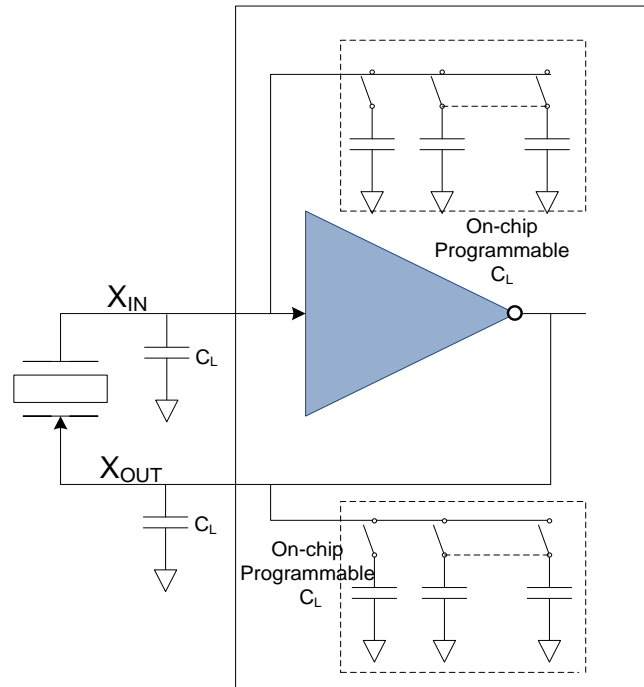 On-chip
Programmable
CL
XIN
CL
XOUT
CL
On-chip
Programmable
CL